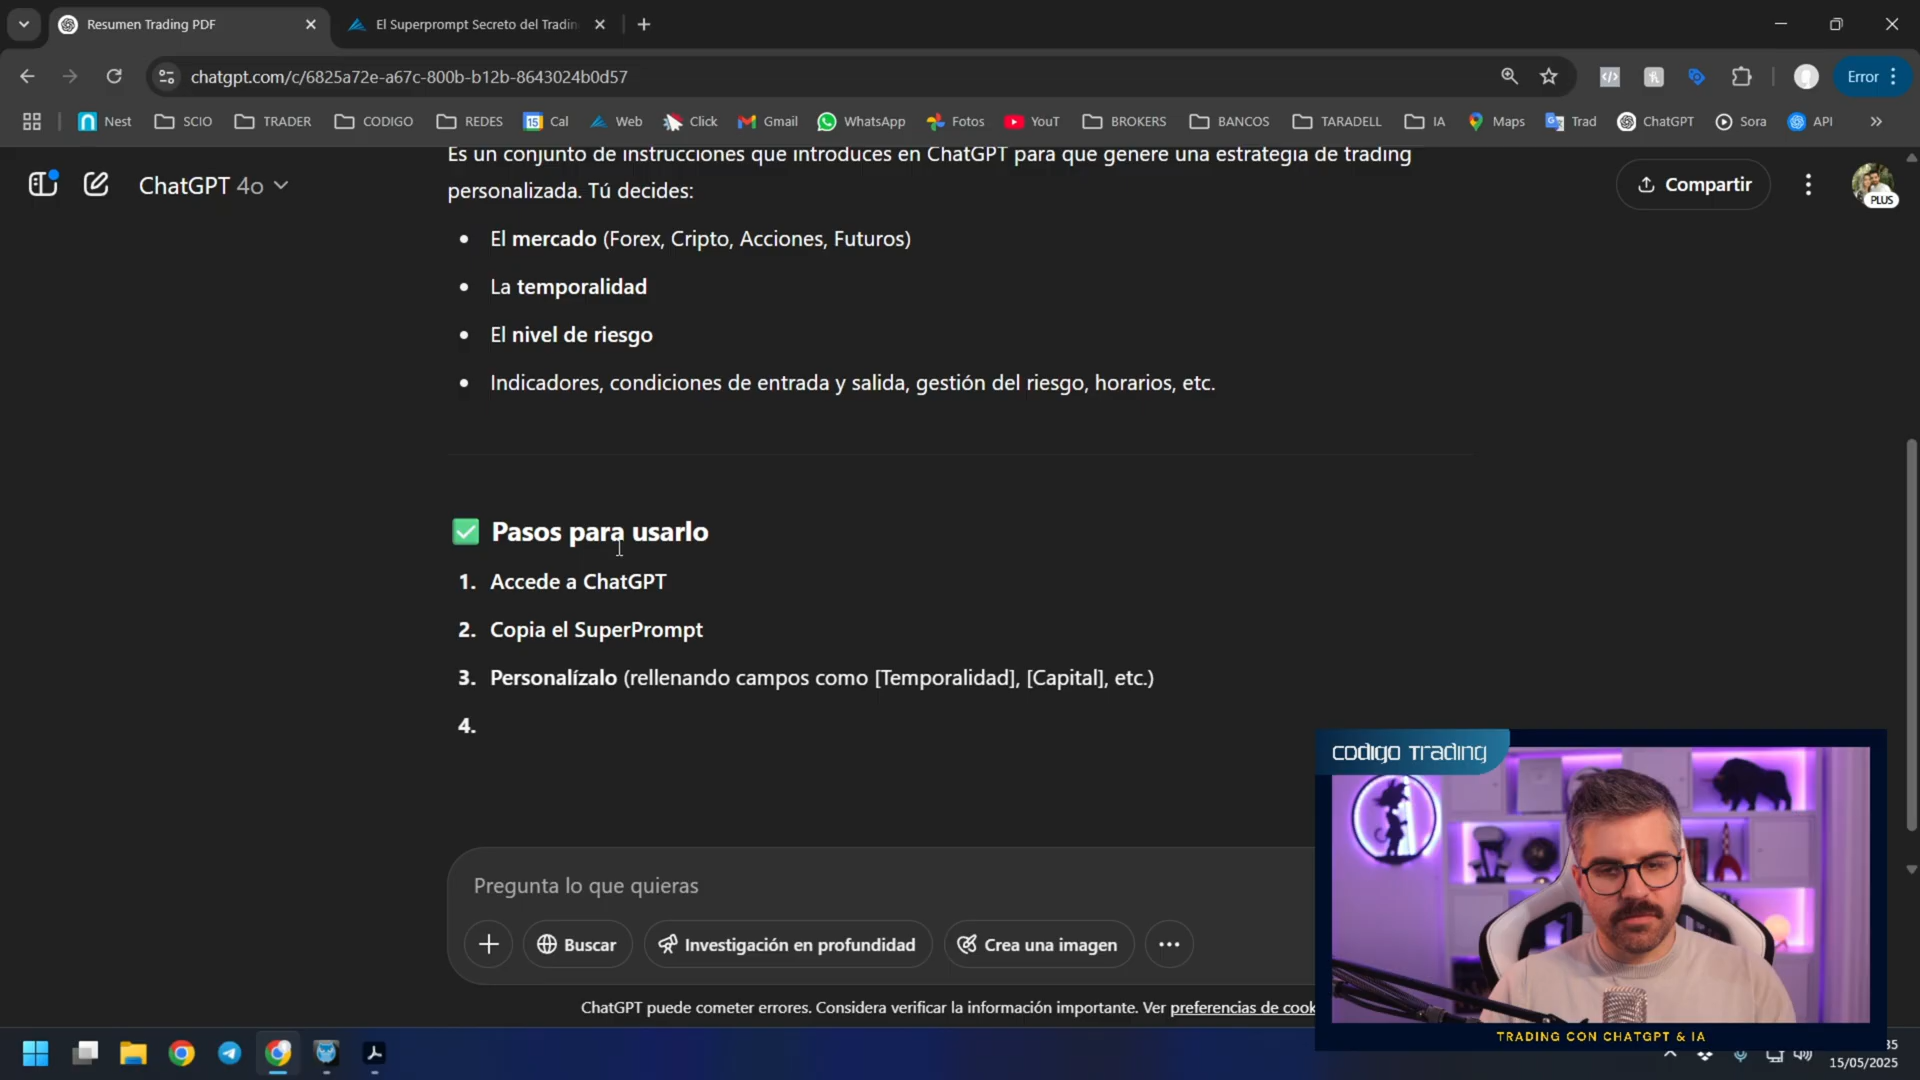 Resumen Trading PDF
El Superprompt Secreto del Tradin
chatgpt.com/c/6825a72e-a67c-800b-b12b-8643024b0d57
Error
Nest
SCIO
TRADER
CODIGO
REDES
15
Cal
Web
Click
Gmail
WhatsApp
Fotos
YouT
BROKERS
BANCOS
TARADELL
IA
Maps
Trad
ChatGPT
Sora
API
ChatGPT 4o
Compartir
PLUS
Es un conjunto de instrucciones que introduces en ChatGPT para que genere una estrategia de trading
personalizada. Tú decides:
• El mercado (Forex, Cripto, Acciones, Futuros)
• La temporalidad
• El nivel de riesgo
• Indicadores, condiciones de entrada y salida, gestión del riesgo, horarios, etc.
✅ Pasos para usarlo
1. Accede a ChatGPT
2. Copia el SuperPrompt
3. Personalízalo (rellenando campos como [Temporalidad], [Capital], etc.)
4.
Pregunta lo que quieras
Buscar
Investigación en profundidad
Crea una imagen
ChatGPT puede cometer errores. Considera verificar la información importante. Ver preferencias de cook
codigo Trading
TRADING CON CHATGPT & IA
35
15/05/2025